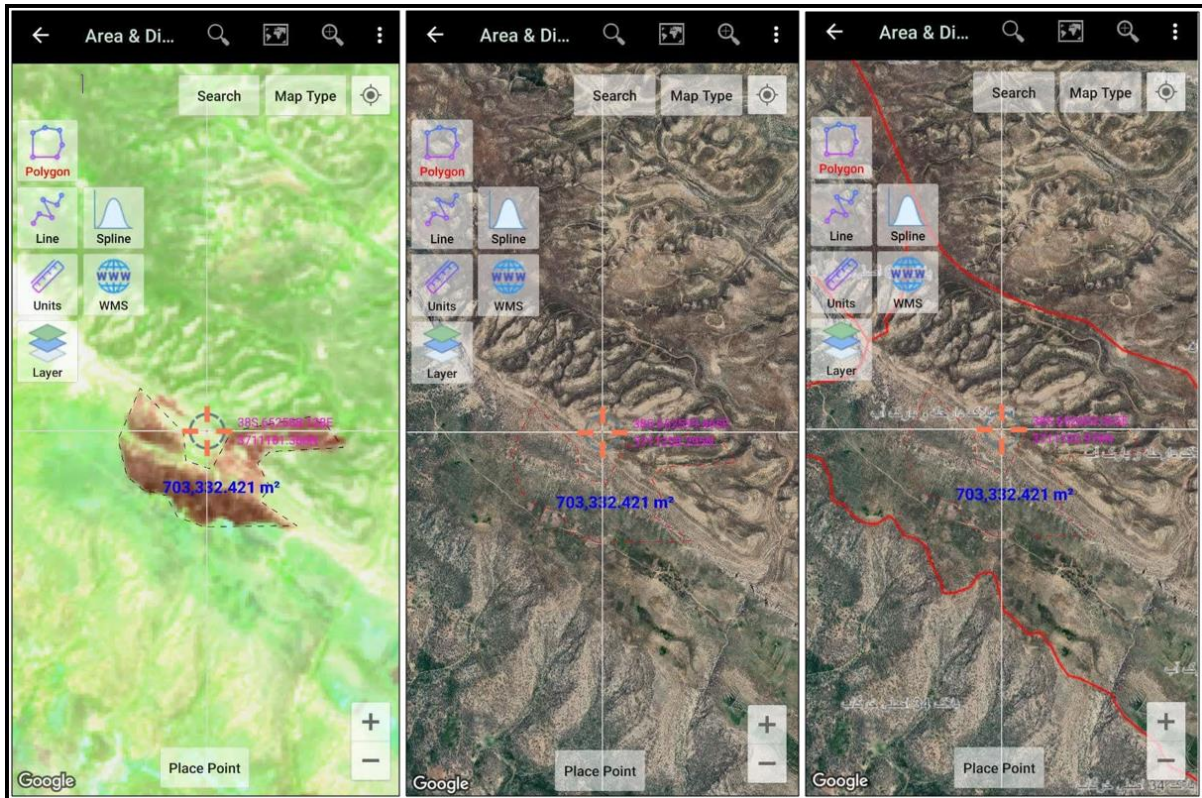 Area & Di...
Search
Map Type
Polygon
Line
Spline
Units
WMS
Layer
703,332.421 m²
Place Point
Google
Area & Di...
Search
Map Type
Polygon
Line
Spline
Units
WMS
Layer
703,332.421 m²
Place Point
Google
Area & Di...
Search
Map Type
Polygon
Line
Spline
Units
WMS
Layer
703,332.421 m²
Place Point
Google